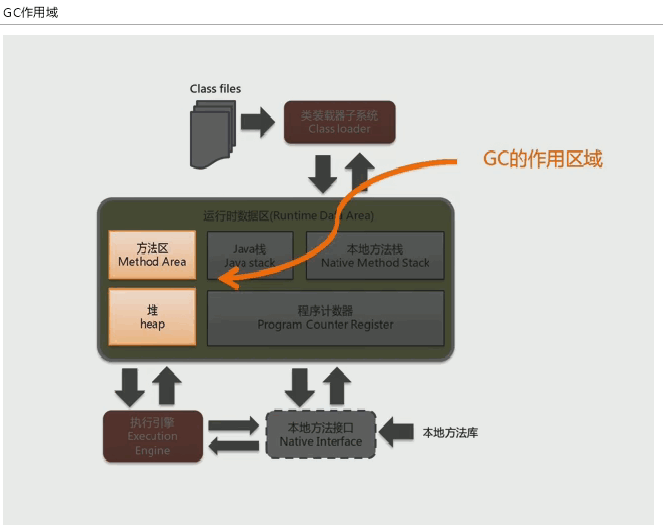 GC作用域
Class files
类装载器子系统
Class loader
GC的作用区域
运行时数据区(Runtime Data Area)
方法区
Method Area
Java栈
Java stack
本地方法栈
Native Method Stack
堆
heap
程序计数器
Program Counter Register
执行引擎
Execution
Engine
本地方法接口
Native Interface
本地方法库